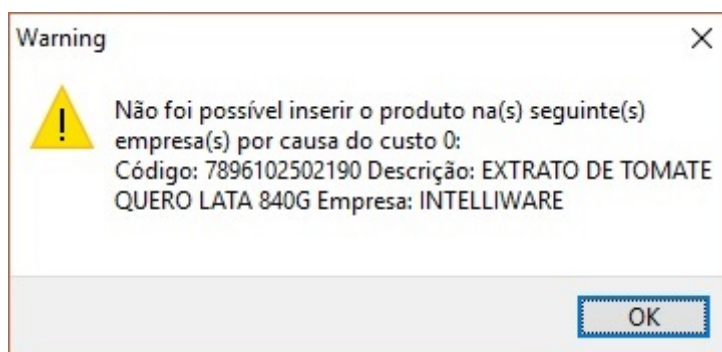 Warning
Não foi possível inserir o produto na(s) seguinte(s)
empresa(s) por causa do custo 0:
Código: 7896102502190 Descrição: EXTRATO DE TOMATE
QUERO LATA 840G Empresa: INTELLIWARE
OK